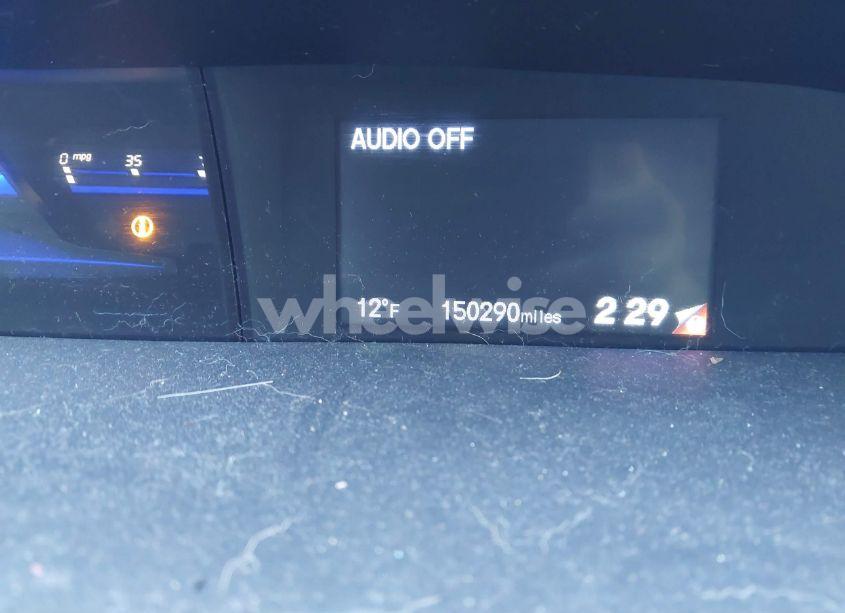 AUDIO OFF
0 mpg 35
wheelwise
12°F 150290miles 2 29